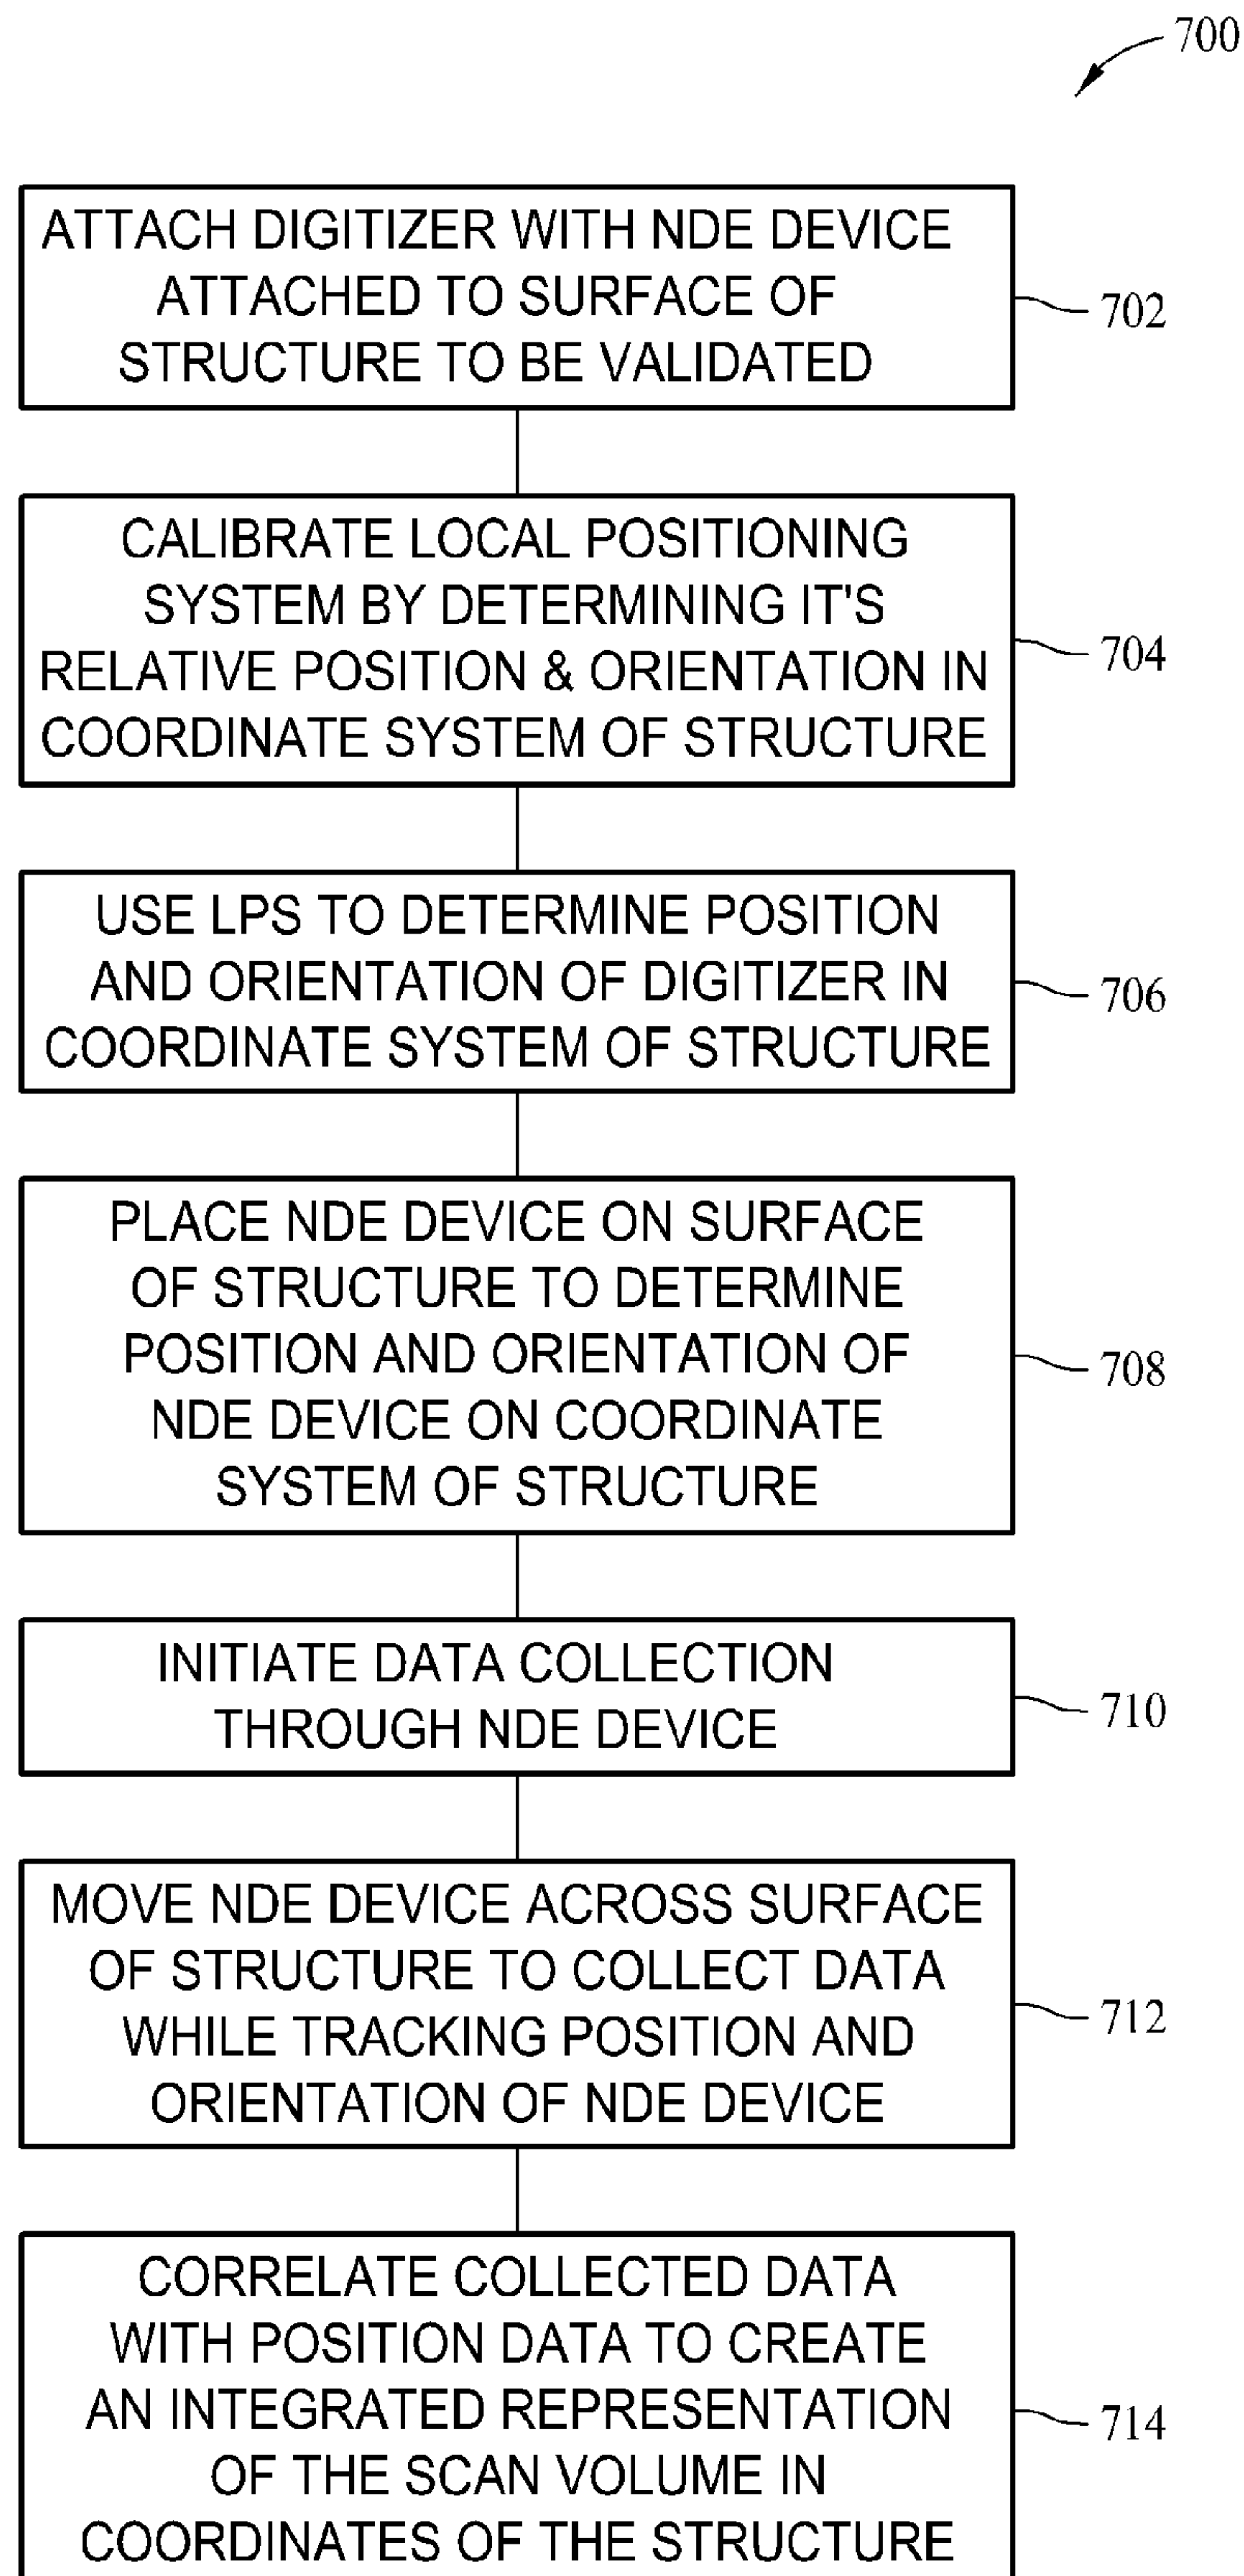 700
ATTACH DIGITIZER WITH NDE DEVICE
ATTACHED TO SURFACE OF
STRUCTURE TO BE VALIDATED
702
CALIBRATE LOCAL POSITIONING
SYSTEM BY DETERMINING IT'S
RELATIVE POSITION & ORIENTATION IN
COORDINATE SYSTEM OF STRUCTURE
704
USE LPS TO DETERMINE POSITION
AND ORIENTATION OF DIGITIZER IN
COORDINATE SYSTEM OF STRUCTURE
706
PLACE NDE DEVICE ON SURFACE
OF STRUCTURE TO DETERMINE
POSITION AND ORIENTATION OF
NDE DEVICE ON COORDINATE
SYSTEM OF STRUCTURE
708
INITIATE DATA COLLECTION
THROUGH NDE DEVICE
710
MOVE NDE DEVICE ACROSS SURFACE
OF STRUCTURE TO COLLECT DATA
WHILE TRACKING POSITION AND
ORIENTATION OF NDE DEVICE
712
CORRELATE COLLECTED DATA
WITH POSITION DATA TO CREATE
AN INTEGRATED REPRESENTATION
OF THE SCAN VOLUME IN
COORDINATES OF THE STRUCTURE
714